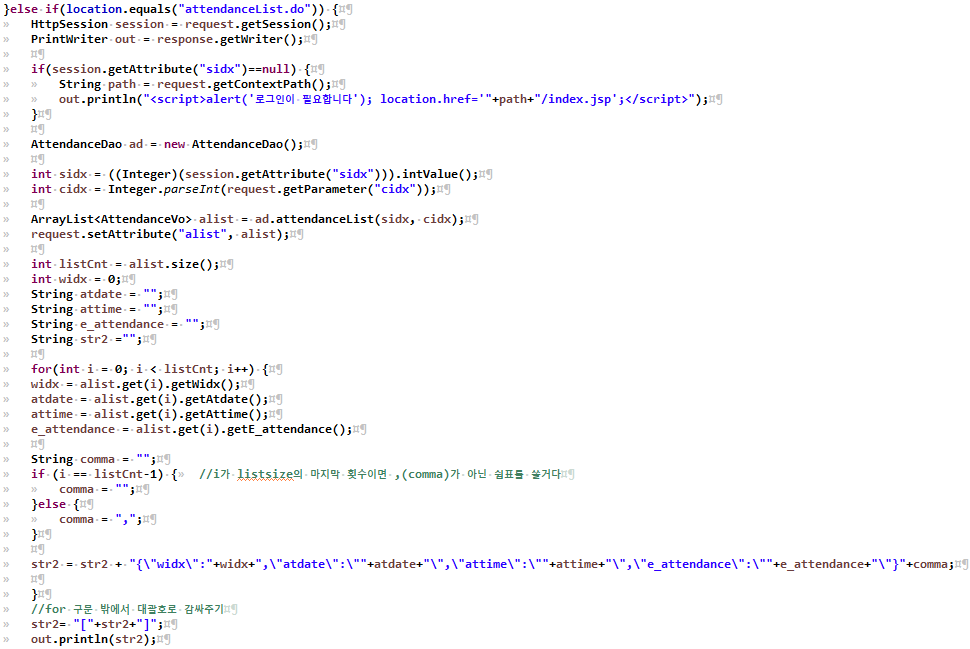 }else if(location.equals("attendanceList.do")) {
HttpSession session = request.getSession();
PrintWriter out = response.getWriter();

if(session.getAttribute("sidx")==null) {
String path = request.getContextPath();
out.println("<script>alert('로그인이 필요합니다'); location.href='"+path+"/index.jsp';</script>");
}

AttendanceDao ad = new AttendanceDao();

int sidx = ((Integer)(session.getAttribute("sidx"))).intValue();
int cidx = Integer.parseInt(request.getParameter("cidx"));

ArrayList<AttendanceVo> alist = ad.attendanceList(sidx, cidx);
request.setAttribute("alist", alist);

int listCnt = alist.size();
int widx = 0;
String atdate = "";
String attime = "";
String e_attendance = "";
String str2 ="";

for(int i = 0; i < listCnt; i++) {
widx = alist.get(i).getWidx();
atdate = alist.get(i).getAtdate();
attime = alist.get(i).getAttime();
e_attendance = alist.get(i).getE_attendance();

String comma = "";
if (i == listCnt-1) { //i가 listsize의 마지막 횟수이면 ,(comma)가 아닌 쉼표를 쓸거다
comma = "";
}else {
comma = ",";
}

str2 = str2 + "{\"widx\":"+widx+",\"atdate\":\""+atdate+"\",\"attime\":\""+attime+"\",\"e_attendance\":\""+e_attendance+"\"}"+comma;

}
//for 구문 밖에서 대괄호로 감싸주기
str2= "["+str2+"]";
out.println(str2);